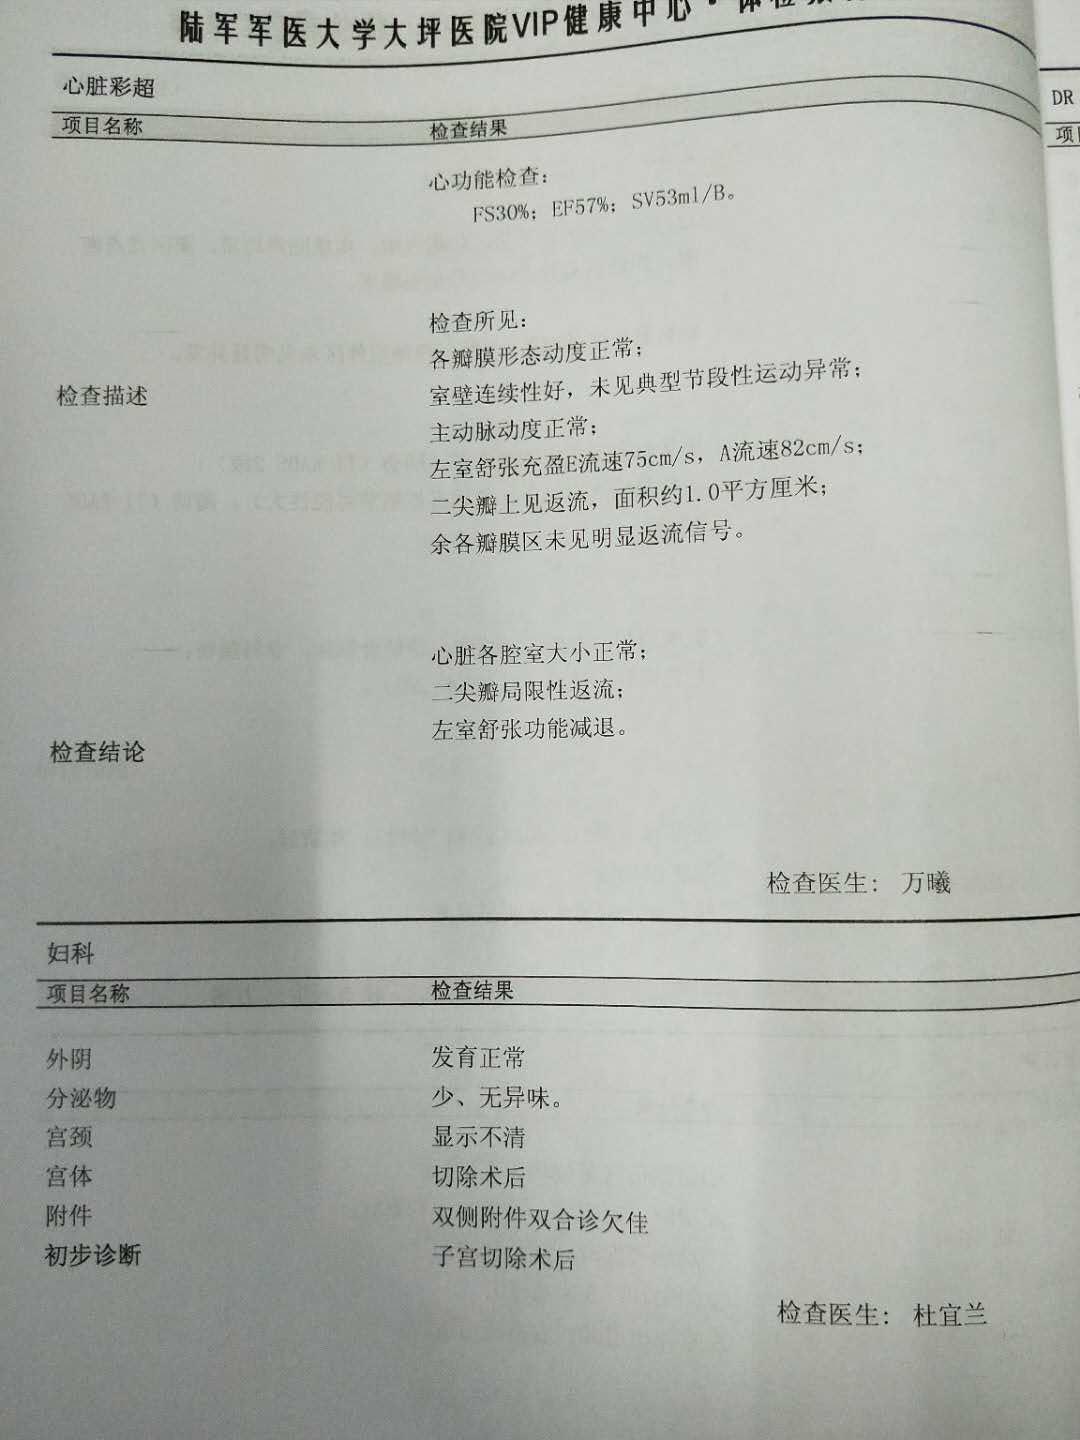 陆军军医大学大坪医院VIP健康中心·体检
心脏彩超
项目名称 检查结果
心功能检查：
FS30%；EF57%；SV53ml/B。
检查所见：
各瓣膜形态动度正常；
检查描述 室壁连续性好，未见典型节段性运动异常；
主动脉动度正常；
左室舒张充盈E流速75cm/s，A流速82cm/s；
二尖瓣上见返流，面积约1.0平方厘米；
余各瓣膜区未见明显返流信号。
心脏各腔室大小正常；
二尖瓣局限性返流；
左室舒张功能减退。
检查结论
检查医生： 万曦
妇科
项目名称 检查结果
外阴 发育正常
分泌物 少、无异味。
宫颈 显示不清
宫体 切除术后
附件 双侧附件双合诊欠佳
初步诊断 子宫切除术后
检查医生： 杜宜兰
DR
项